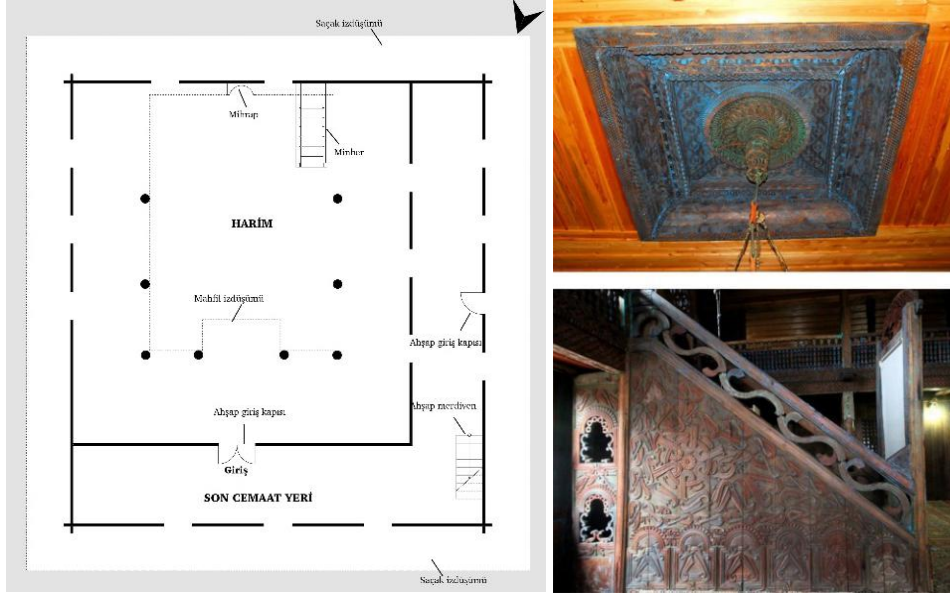 Saçak izdüşümü
Mihrap
Minber
HARİM
Mahfil izdüşümü
Ahşap giriş kapısı
Ahşap merdiven
Ahşap giriş kapısı
Giriş
SON CEMAAT YERİ
Saçak izdüşümü